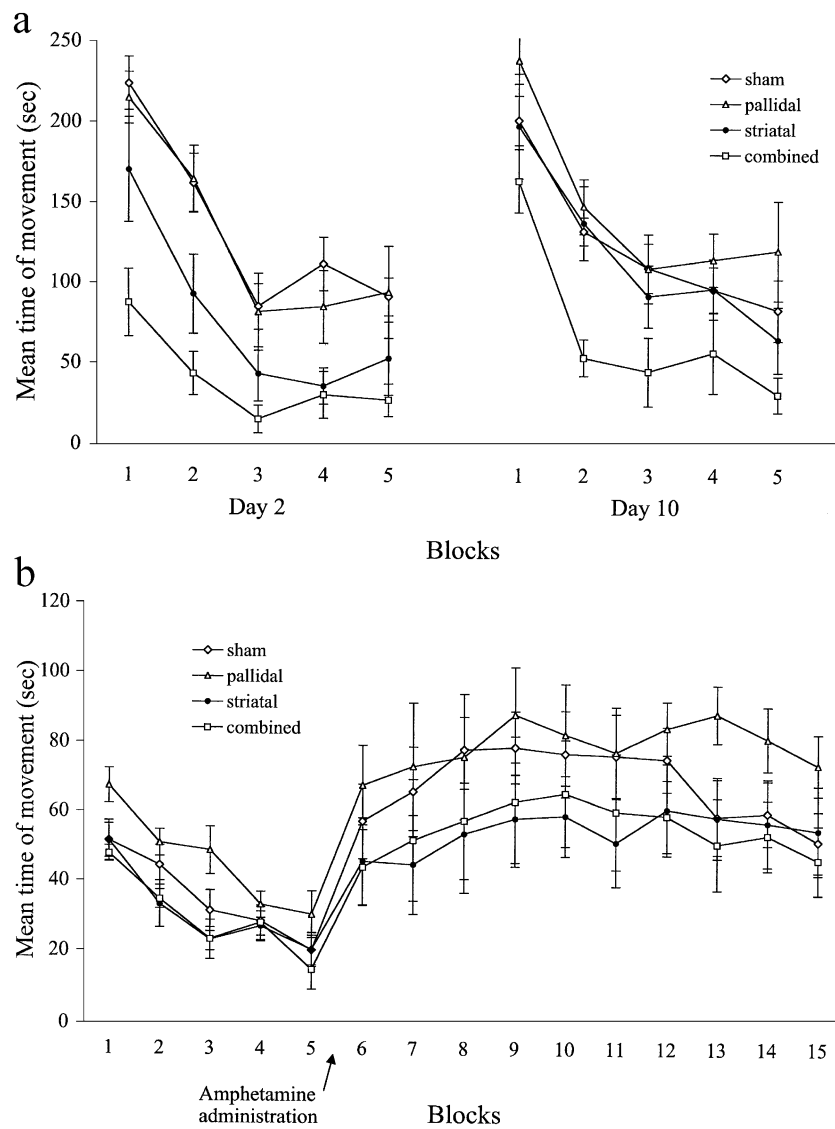 a
Mean time of movement (sec)
250
200
150
100
50
0
sham
pallidal
striatal
combined
1 2 3 4 5 1 2 3 4 5
Day 2 Day 10
Blocks
b
Mean time of movement (sec)
120
100
80
60
40
20
0
sham
pallidal
striatal
combined
1 2 3 4 5 6 7 8 9 10 11 12 13 14 15
Amphetamine
administration
Blocks